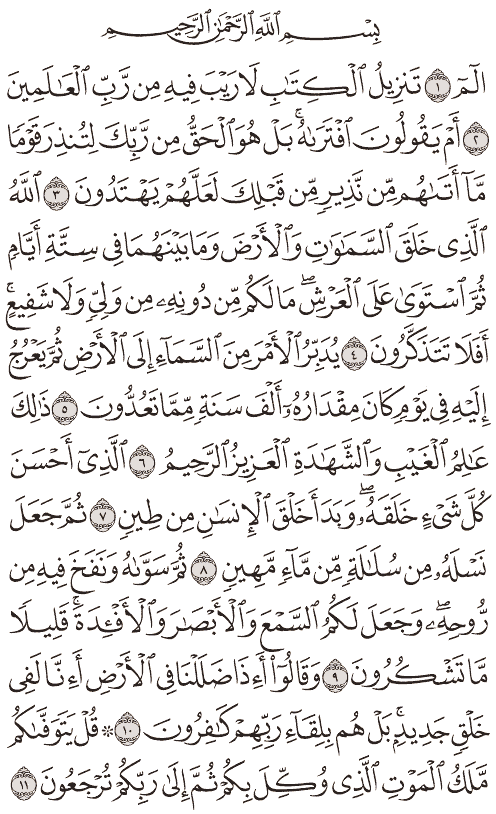 بِسْمِ ٱللَّهِ ٱلرَّحْمَٰنِ ٱلرَّحِيمِ
الٓمٓ ١ تَنزِيلُ ٱلْكِتَٰبِ لَا رَيْبَ فِيهِ مِن رَّبِّ ٱلْعَٰلَمِينَ
٢ أَمْ يَقُولُونَ ٱفْتَرَىٰهُ ۚ بَلْ هُوَ ٱلْحَقُّ مِن رَّبِّكَ لِتُنذِرَ قَوْمًا
مَّآ أَتَىٰهُم مِّن نَّذِيرٍ مِّن قَبْلِكَ لَعَلَّهُمْ يَهْتَدُونَ ٣ ٱللَّهُ
ٱلَّذِى خَلَقَ ٱلسَّمَٰوَٰتِ وَٱلْأَرْضَ وَمَا بَيْنَهُمَا فِى سِتَّةِ أَيَّامٍ
ثُمَّ ٱسْتَوَىٰ عَلَى ٱلْعَرْشِ ۖ مَا لَكُم مِّن دُونِهِۦ مِن وَلِىٍّ وَلَا شَفِيعٍ ۚ
أَفَلَا تَتَذَكَّرُونَ ٤ يُدَبِّرُ ٱلْأَمْرَ مِنَ ٱلسَّمَآءِ إِلَى ٱلْأَرْضِ ثُمَّ يَعْرُجُ
إِلَيْهِ فِى يَوْمٍ كَانَ مِقْدَارُهُۥٓ أَلْفَ سَنَةٍ مِّمَّا تَعُدُّونَ ٥ ذَٰلِكَ
عَٰلِمُ ٱلْغَيْبِ وَٱلشَّهَٰدَةِ ٱلْعَزِيزُ ٱلرَّحِيمُ ٦ ٱلَّذِىٓ أَحْسَنَ
كُلَّ شَىْءٍ خَلَقَهُۥ ۖ وَبَدَأَ خَلْقَ ٱلْإِنسَٰنِ مِن طِينٍ ٧ ثُمَّ جَعَلَ
نَسْلَهُۥ مِن سُلَٰلَةٍ مِّن مَّآءٍ مَّهِينٍ ٨ ثُمَّ سَوَّىٰهُ وَنَفَخَ فِيهِ مِن
رُّوحِهِۦ ۖ وَجَعَلَ لَكُمُ ٱلسَّمْعَ وَٱلْأَبْصَٰرَ وَٱلْأَفْـِٔدَةَ ۚ قَلِيلًا
مَّا تَشْكُرُونَ ٩ وَقَالُوٓا۟ أَءِذَا ضَلَلْنَا فِى ٱلْأَرْضِ أَءِنَّا لَفِى
خَلْقٍ جَدِيدٍۭ ۚ بَلْ هُم بِلِقَآءِ رَبِّهِمْ كَٰفِرُونَ ١٠ ۞ قُلْ يَتَوَفَّىٰكُم
مَّلَكُ ٱلْمَوْتِ ٱلَّذِى وُكِّلَ بِكُمْ ثُمَّ إِلَىٰ رَبِّكُمْ تُرْجَعُونَ ١١